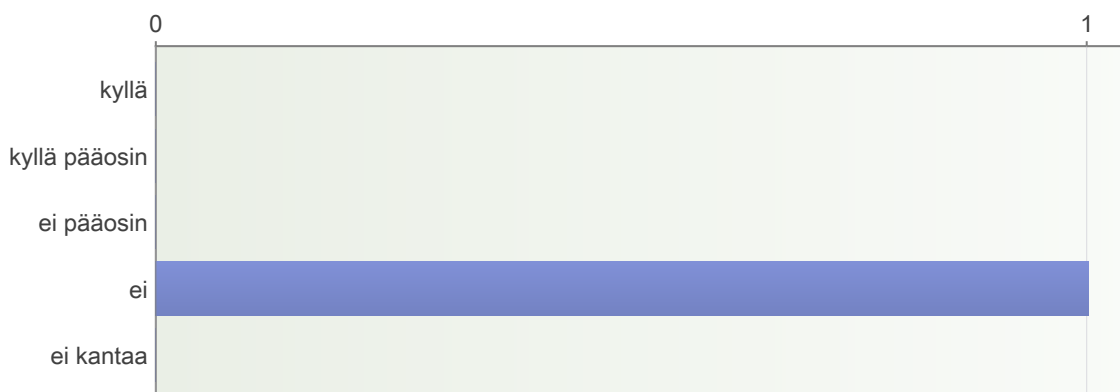 0 1
kyllä
kyllä pääosin
ei pääosin
ei
ei kantaa